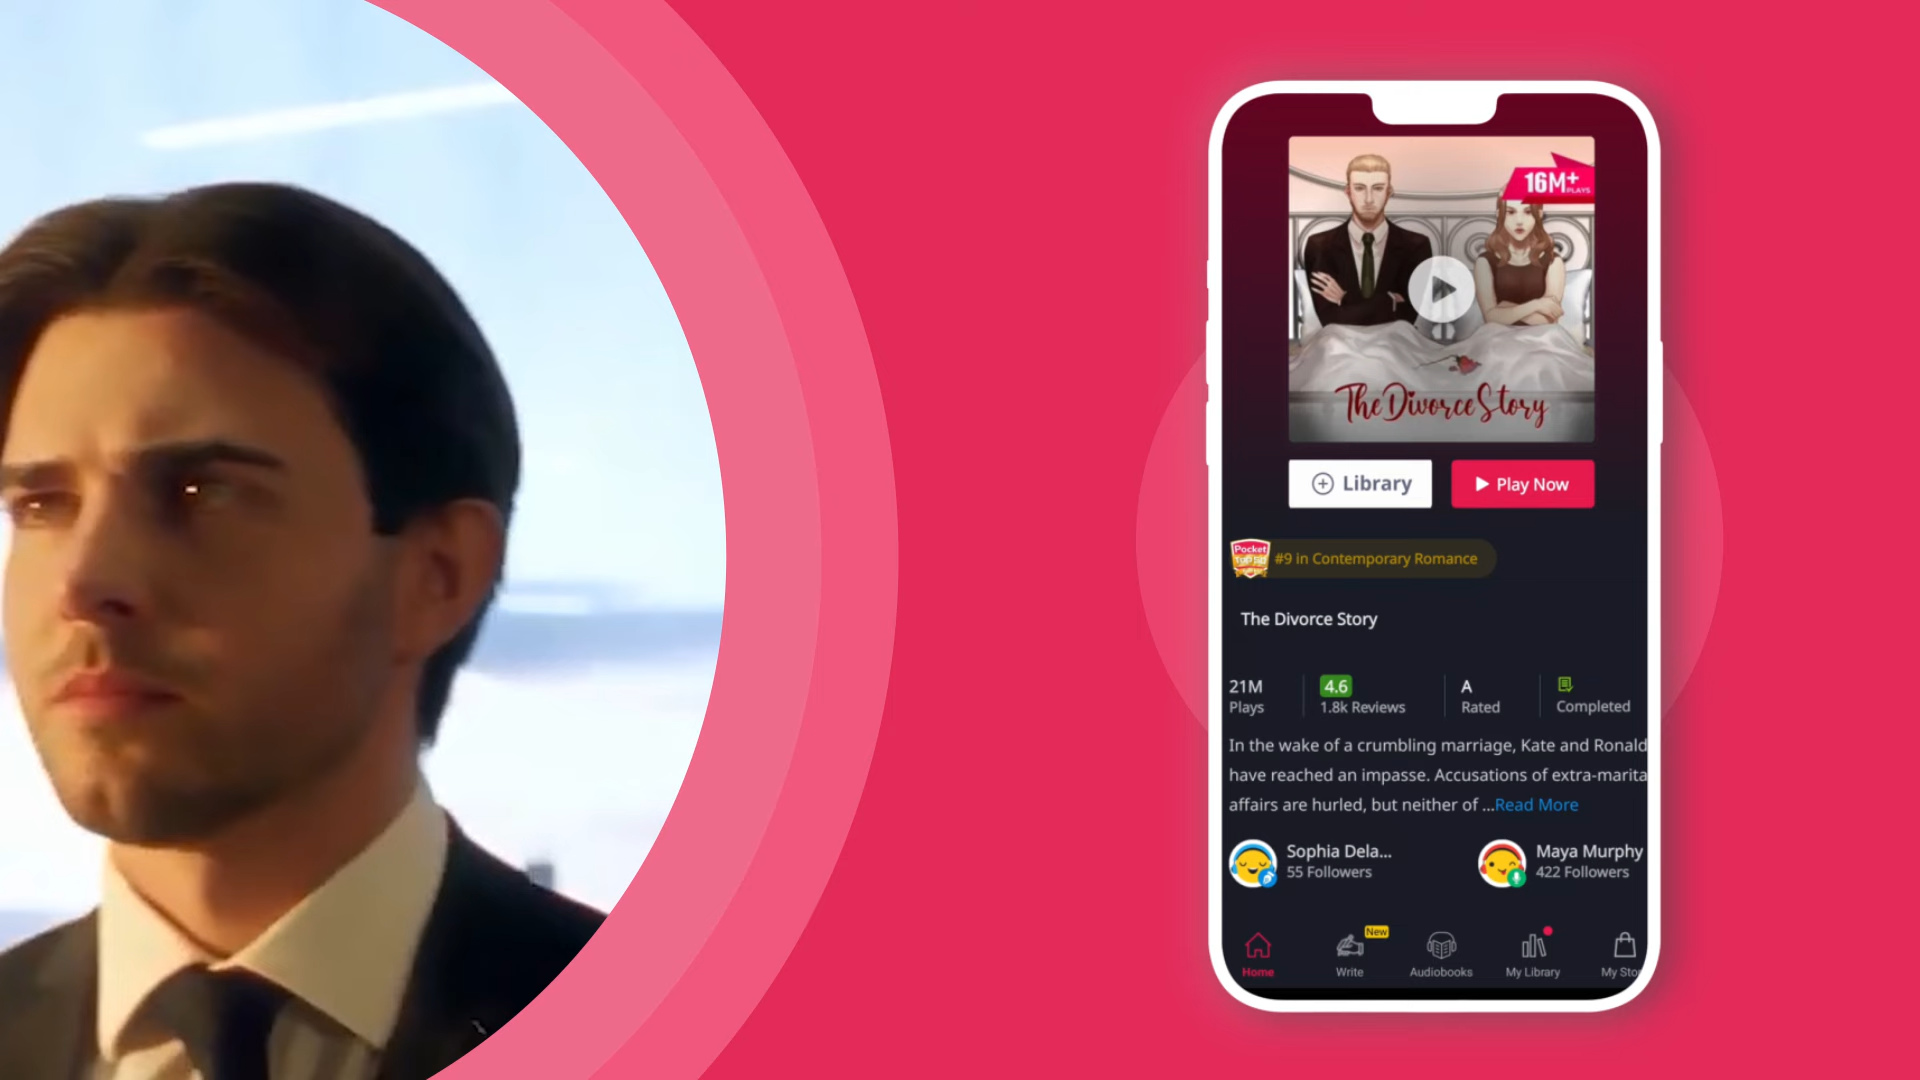 16M+
PLAYS
The Divorce Story
Library
Play Now
Pocket
TOP 50
#9 in Contemporary Romance
The Divorce Story
21M
Plays
4.6
1.8k Reviews
A
Rated
Completed
In the wake of a crumbling marriage, Kate and Ronald
have reached an impasse. Accusations of extra-marita
affairs are hurled, but neither of ...Read More
Sophia Dela...
55 Followers
Maya Murphy
422 Followers
New
Home
Write
Audiobooks
My Library
My Sto